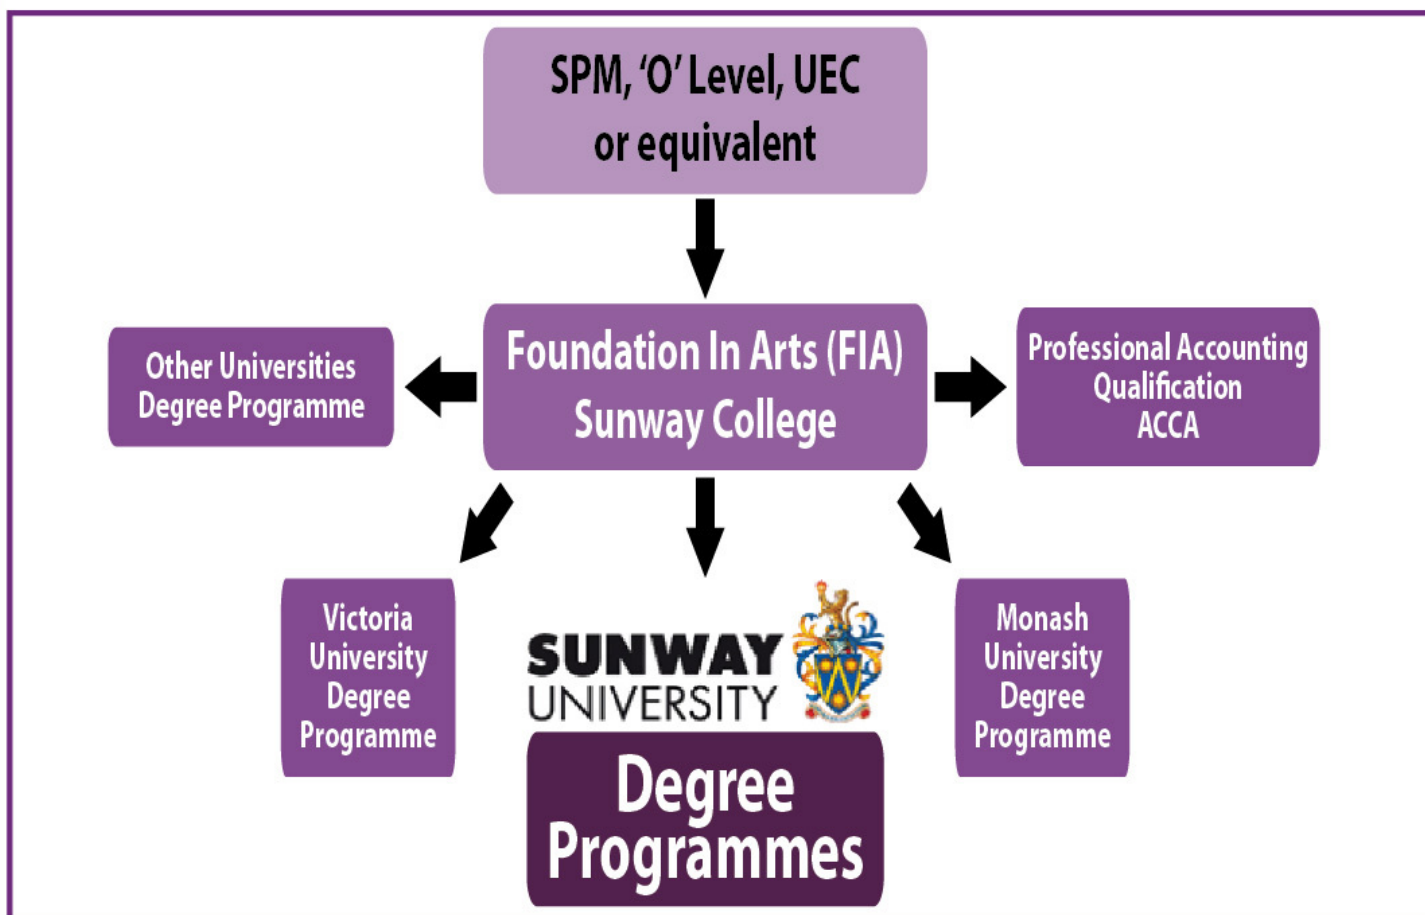 SPM, ‘O’ Level, UEC
or equivalent
Foundation In Arts (FIA)
Sunway College
Other Universities
Degree Programme
Professional Accounting
Qualification
ACCA
Victoria
University
Degree
Programme
SUNWAY
UNIVERSITY
Degree
Programmes
Monash
University
Degree
Programme